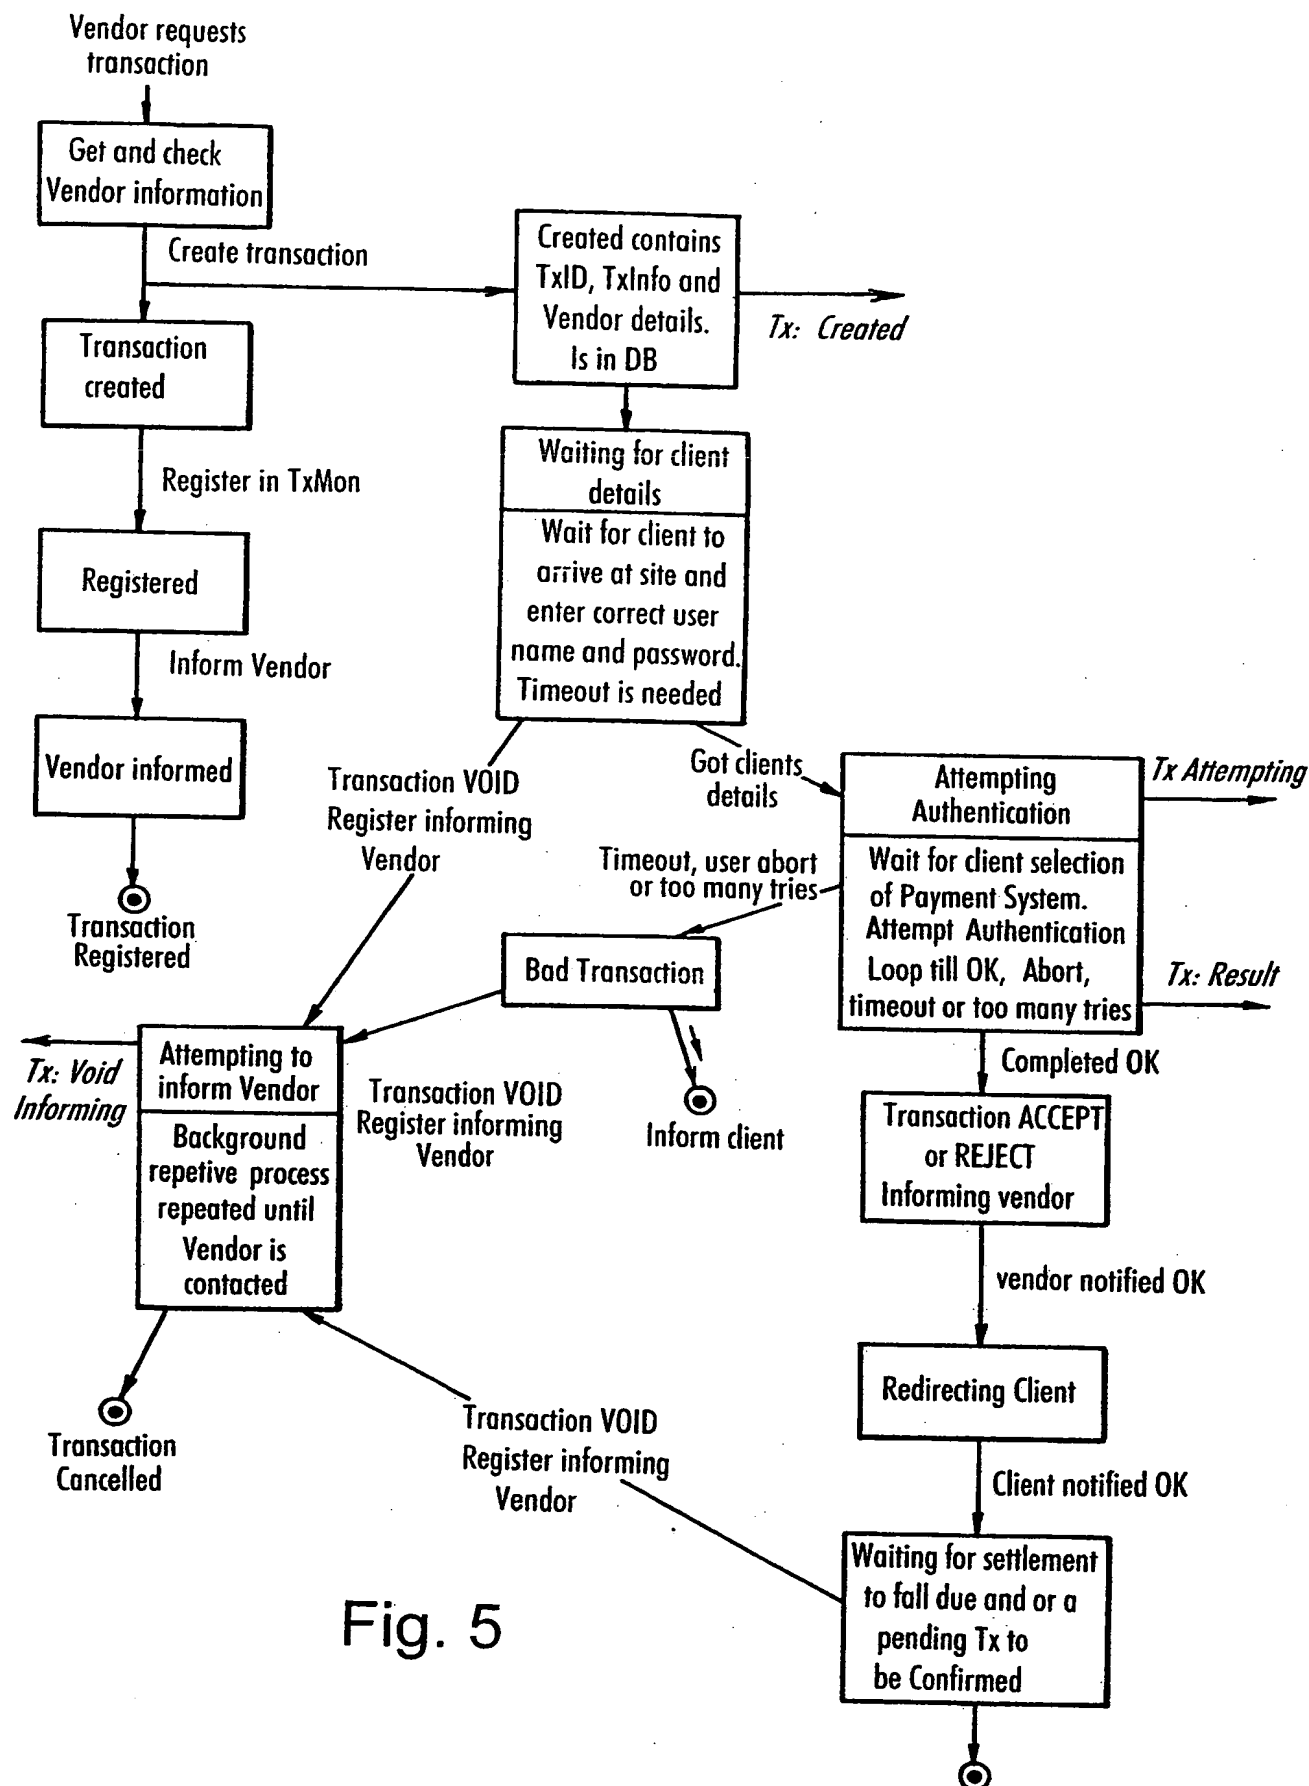 Vendor requests
transaction
Get and check
Vendor information
Create transaction
Transaction
created
Register in TxMon
Registered
Inform Vendor
Vendor informed
Transaction
Registered
Created contains
TxID, TxInfo and
Vendor details.
Is in DB
Tx: Created
Waiting for client
details
Wait for client to
arrive at site and
enter correct user
name and password.
Timeout is needed
Transaction VOID
Register informing
Vendor
Got clients
details
Attempting
Authentication
Tx Attempting
Wait for client selection
of Payment System.
Attempt Authentication
Loop till OK, Abort,
timeout or too many tries
Tx: Result
Timeout, user abort
or too many tries
Bad Transaction
Inform client
Transaction VOID
Register informing
Vendor
Attempting to
inform Vendor
Tx: Void
Informing
Background
repetive process
repeated until
Vendor is
contacted
Transaction
Cancelled
Completed OK
Transaction ACCEPT
or REJECT
Informing vendor
vendor notified OK
Redirecting Client
Client notified OK
Waiting for settlement
to fall due and or a
pending Tx to
be Confirmed
Transaction VOID
Register informing
Vendor
Fig. 5